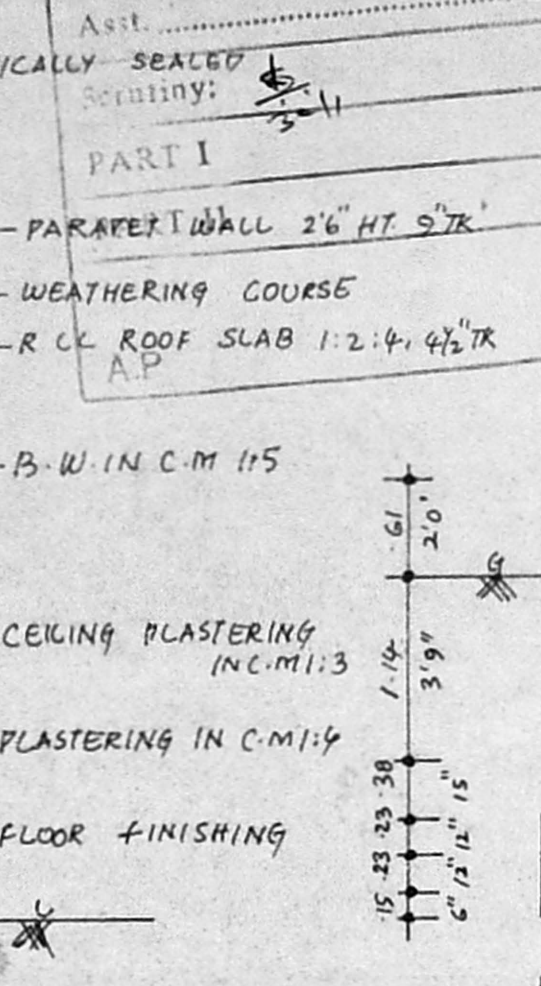 Asst.
ICALLY SEALED
Scrutiny:
PART I
PARAPET WALL 2'6" HT. 9" TK
WEATHERING COURSE
R CC ROOF SLAB 1:2:4, 4½" TK
A.P
B.W. IN C.M 1:5
.61 2'0"
G
CEILING PLASTERING
IN C.M 1:3
1.14 3'9"
PLASTERING IN C.M 1:4
.38 15"
.23 12"
FLOOR FINISHING
.23 12"
.15 6"